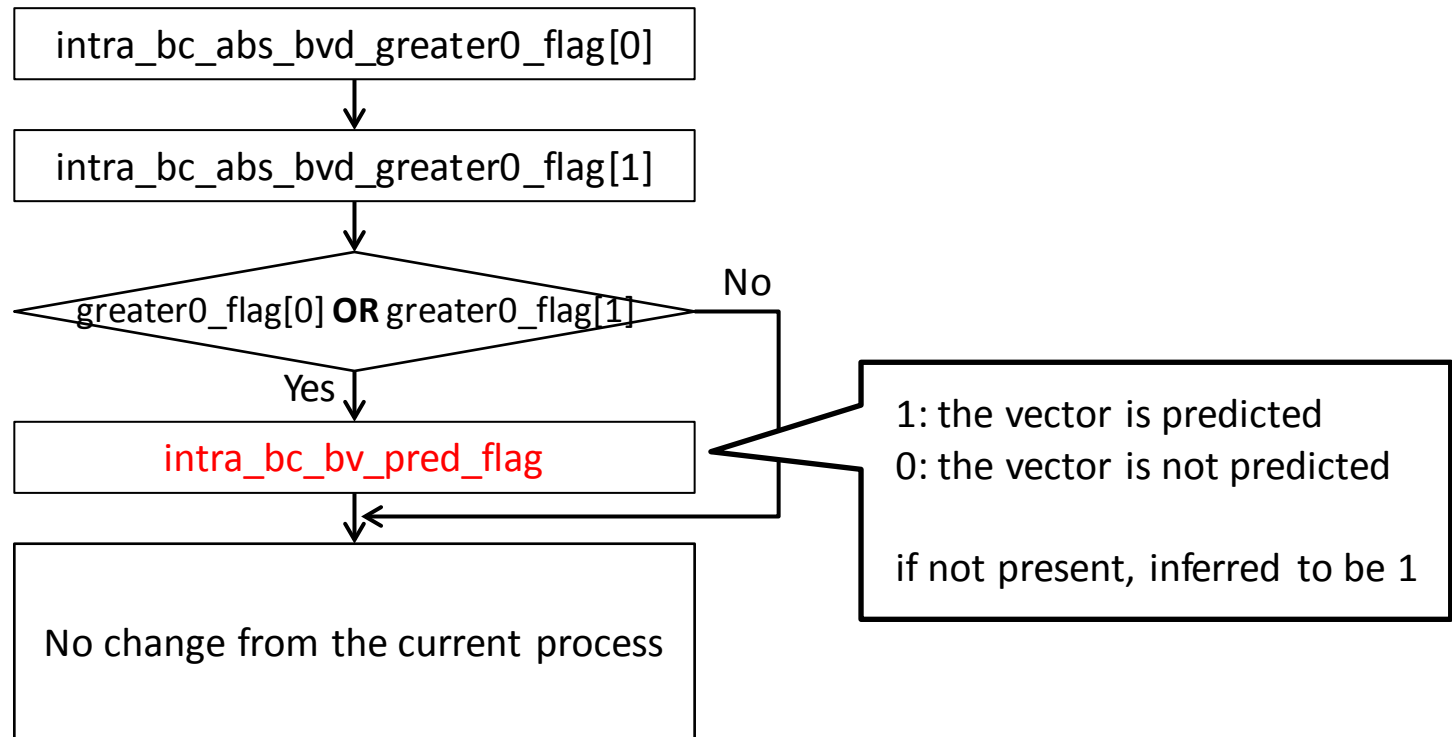 intra_bc_abs_bvd_greater0_flag[0]
intra_bc_abs_bvd_greater0_flag[1]
greater0_flag[0] OR greater0_flag[1]
No
Yes
intra_bc_bv_pred_flag
1: the vector is predicted
0: the vector is not predicted
if not present, inferred to be 1
No change from the current process